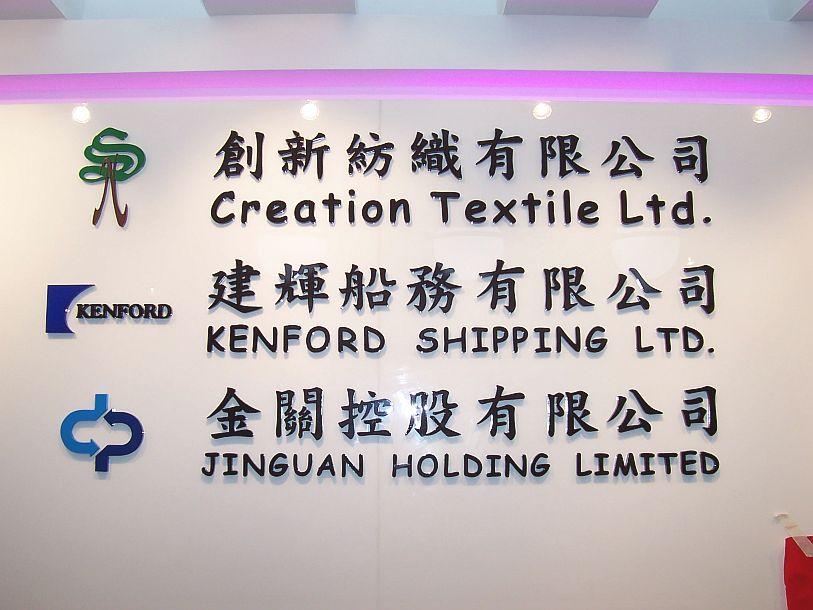 創新紡織有限公司
Creation Textile Ltd.
KENFORD
建輝船務有限公司
KENFORD SHIPPING LTD.
金關控股有限公司
JINGUAN HOLDING LIMITED